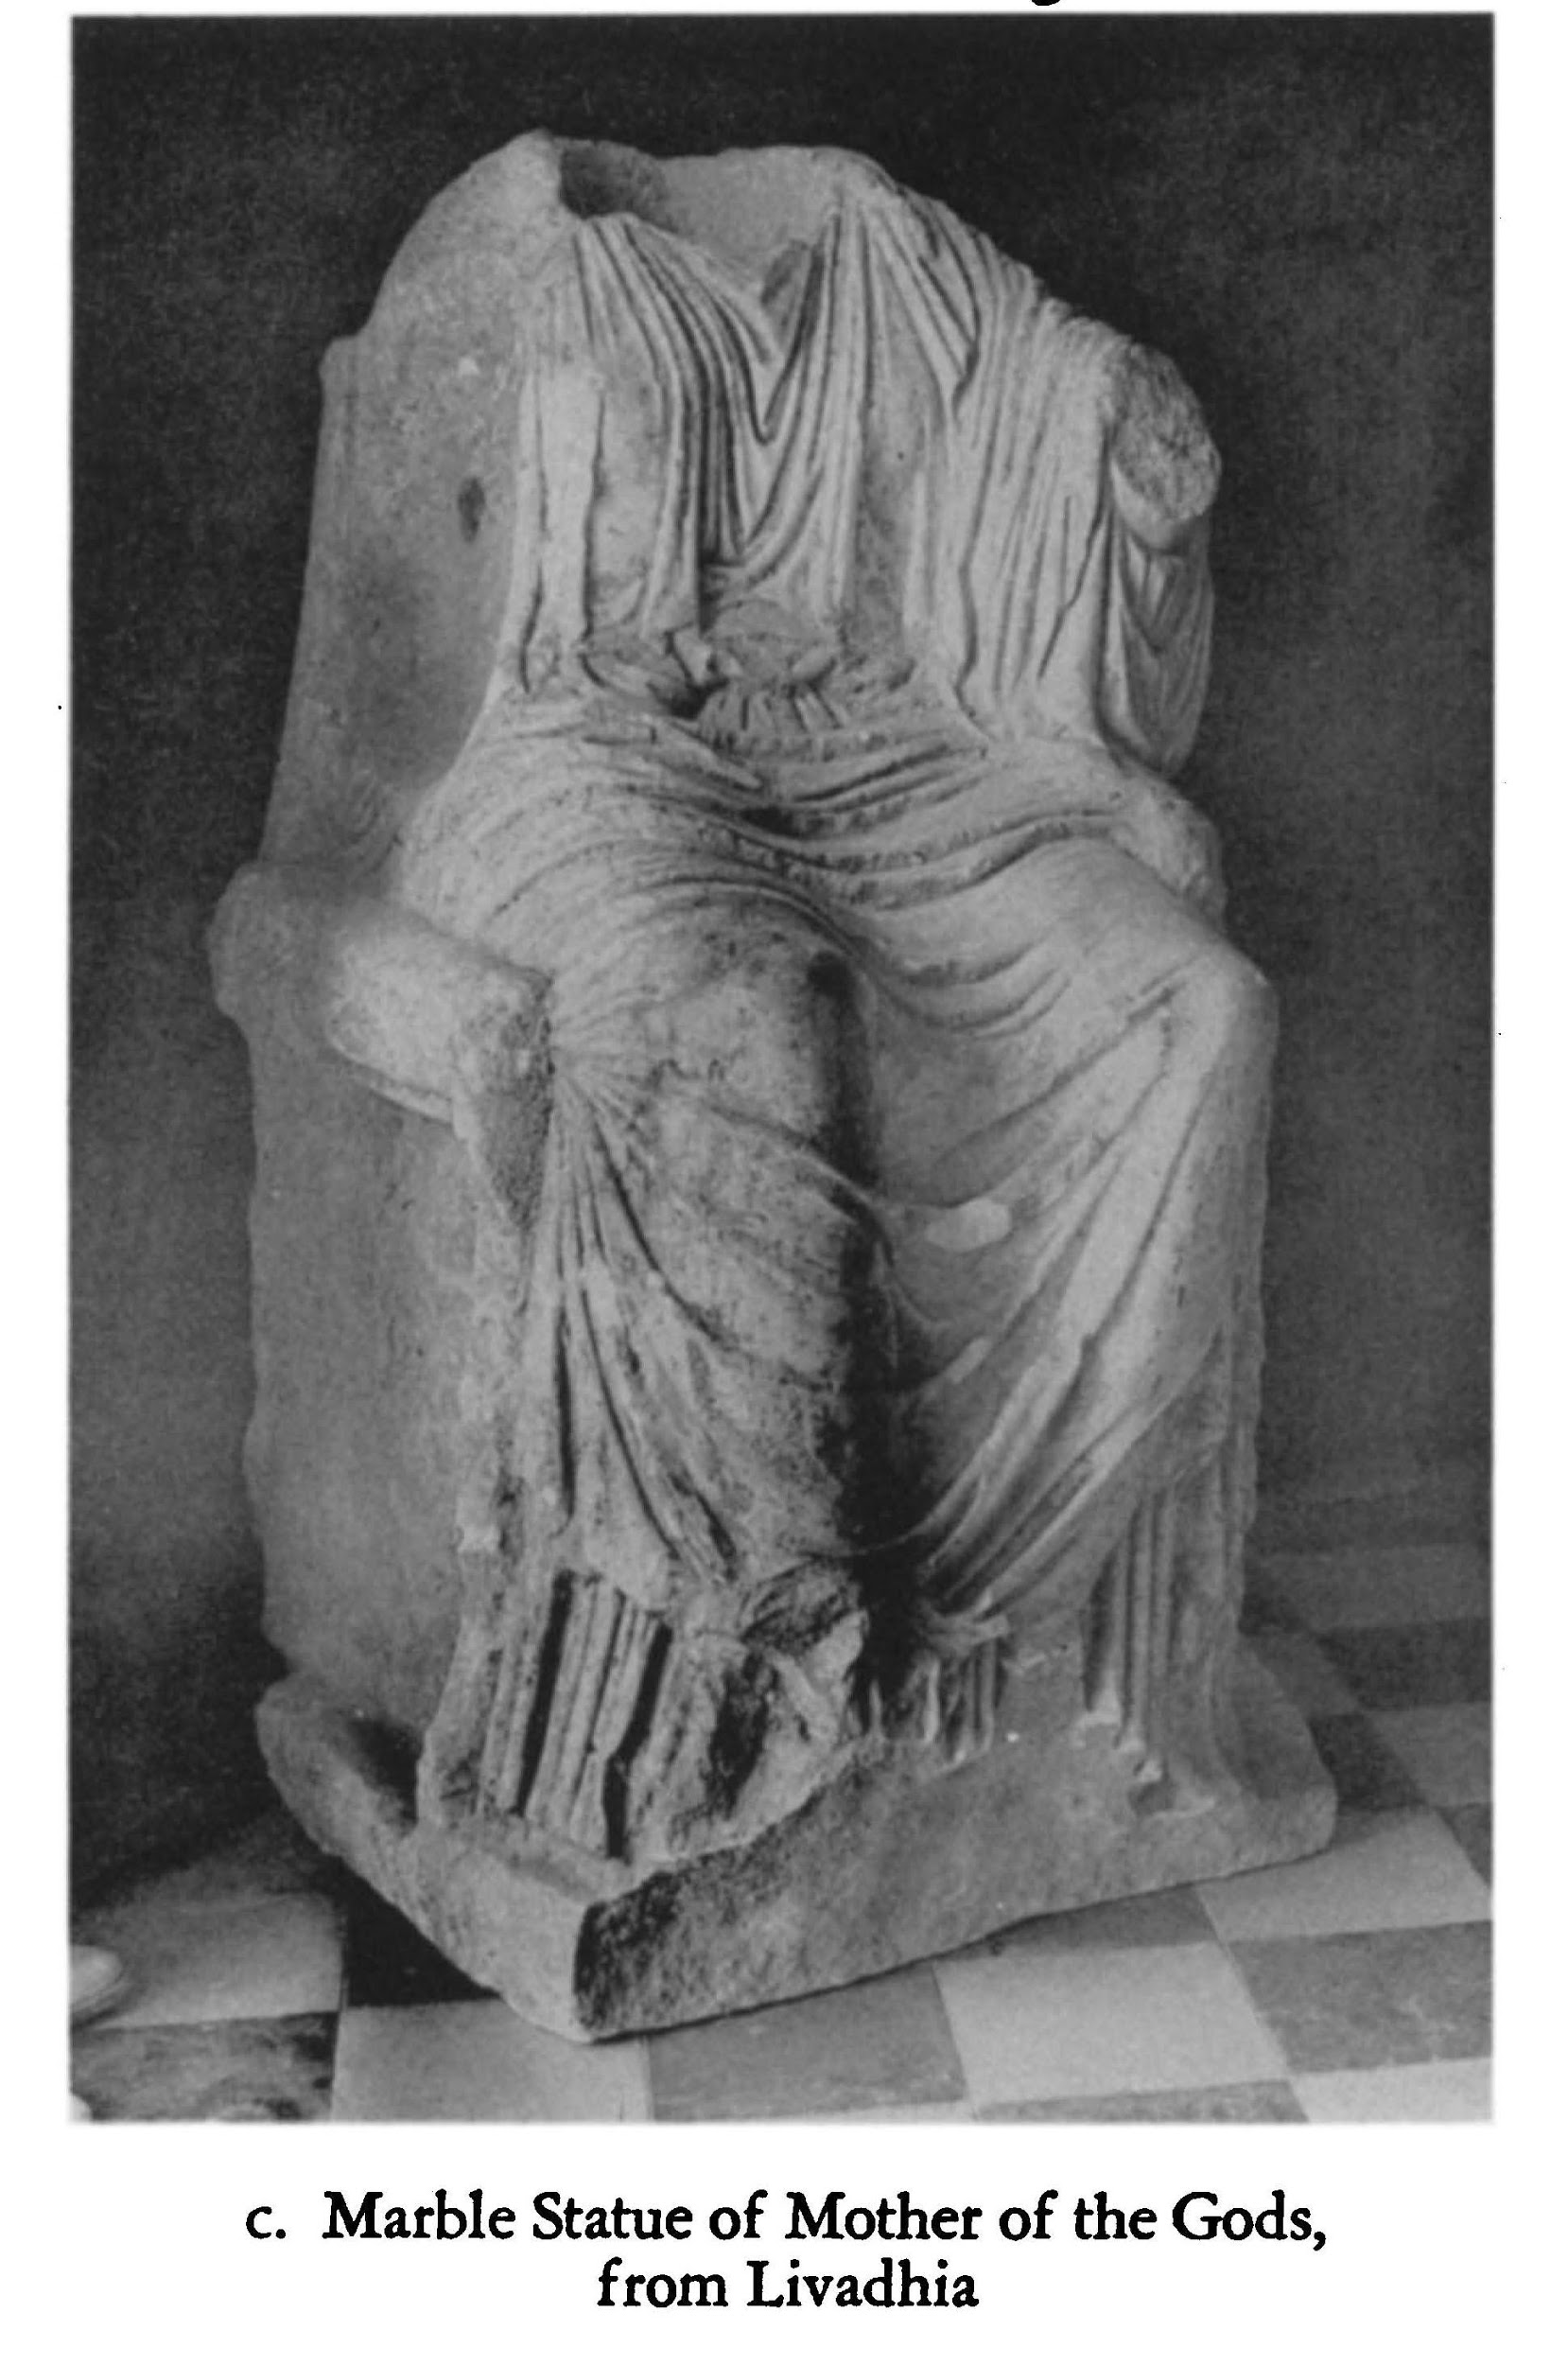 c. Marble Statue of Mother of the Gods,
from Livadhia